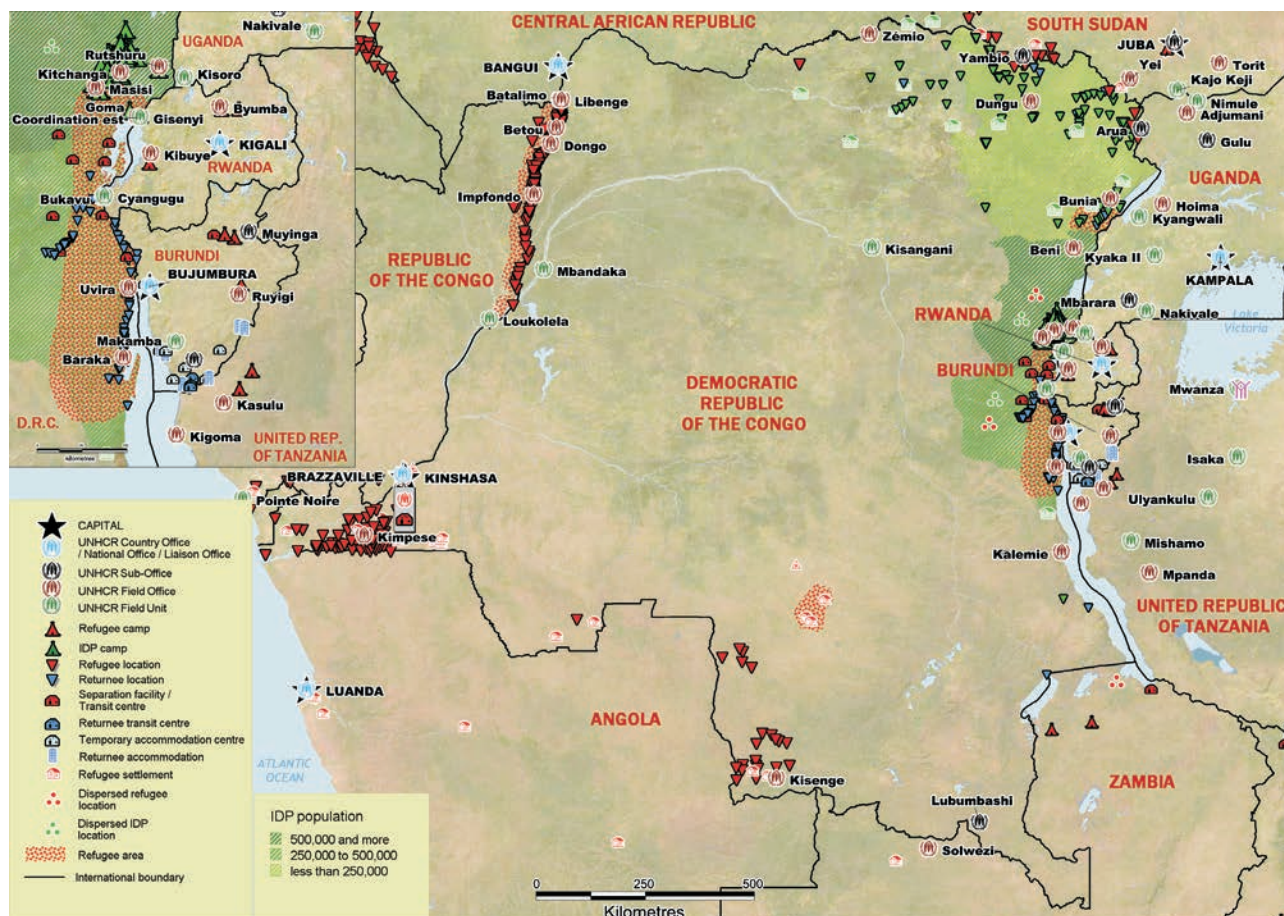 UGANDA
Nakivale
Rutshuru
Kitchanga
Masisi
Kisoro
Goma
Byumba
Coordination est
Gisenyi
KIGALI
Kibuye
RWANDA
Bukavu
Cyangugu
Muyinga
BURUNDI
BUJUMBURA
Uvira
Ruyigi
Makamba
Baraka
Kasulu
D.R.C.
Kigoma
UNITED REP.
OF TANZANIA
kilometres
CENTRAL AFRICAN REPUBLIC
Zémio
SOUTH SUDAN
JUBA
Yambio
Yei
Torit
BANGUI
Kajo Keji
Batalimo
Libenge
Dungu
Nimule
Adjumani
Betou
Dongo
Arua
Gulu
UGANDA
Impfondo
Bunia
Hoima
Kyangwali
REPUBLIC
OF THE CONGO
Kisangani
Beni
Kyaka II
Mbandaka
KAMPALA
Mbarara
Nakivale
Loukolela
RWANDA
Lake
Victoria
BURUNDI
DEMOCRATIC
REPUBLIC
OF THE CONGO
Mwanza
Isaka
BRAZZAVILLE
KINSHASA
Pointe Noire
Ulyankulu
Kimpese
Mishamo
Kalemie
Mpanda
UNITED REPUBLIC
OF TANZANIA
LUANDA
ANGOLA
ATLANTIC
OCEAN
Kisenge
ZAMBIA
Lubumbashi
Solwezi
CAPITAL
UNHCR Country Office
/ National Office / Liaison Office
UNHCR Sub-Office
UNHCR Field Office
UNHCR Field Unit
Refugee camp
IDP camp
Refugee location
Returnee location
Separation facility /
Transit centre
Returnee transit centre
Temporary accommodation centre
Returnee accommodation
Refugee settlement
Dispersed refugee
location
Dispersed IDP
location
Refugee area
International boundary
IDP population
500,000 and more
250,000 to 500,000
less than 250,000
0 250 500
Kilometres